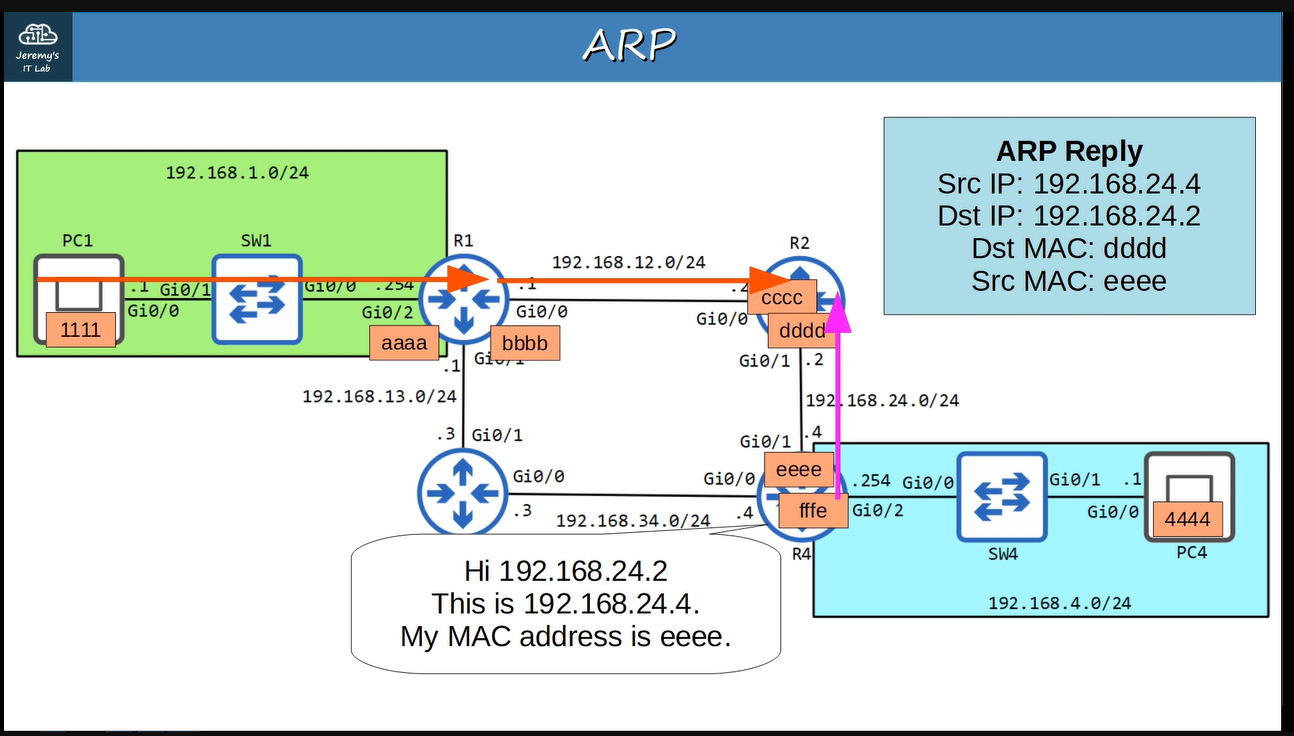 Jeremy's
IT Lab
ARP
ARP Reply
Src IP: 192.168.24.4
Dst IP: 192.168.24.2
Dst MAC: dddd
Src MAC: eeee
192.168.1.0/24
PC1
SW1
R1
R2
192.168.12.0/24
.1
Gi0/1
Gi0/0
.254
.1
.2
cccc
Gi0/0
Gi0/2
Gi0/0
Gi0/0
1111
aaaa
bbbb
dddd
Gi0/1
.1
Gi0/1
.2
192.168.13.0/24
192.168.24.0/24
.3
Gi0/1
Gi0/1
.4
eeee
Gi0/0
Gi0/0
.254
Gi0/0
Gi0/1
.1
.3
192.168.34.0/24
.4
fffe
Gi0/2
Gi0/0
4444
R4
SW4
PC4
192.168.4.0/24
Hi 192.168.24.2
This is 192.168.24.4.
My MAC address is eeee.